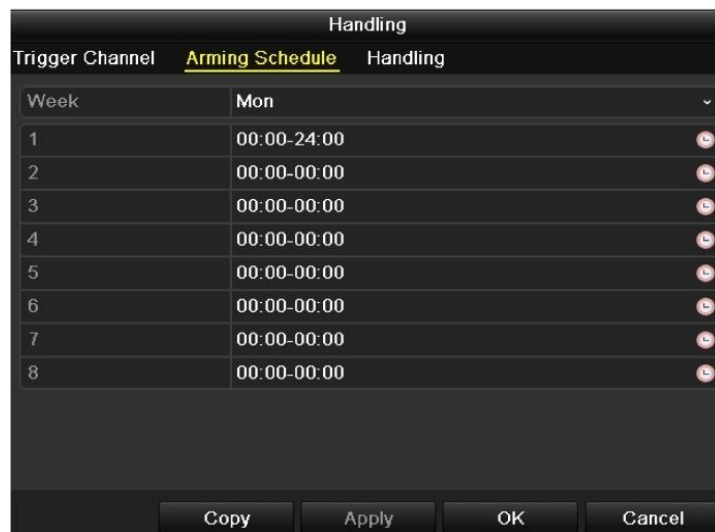 Handling
Trigger Channel Arming Schedule Handling
Week Mon
1 00:00-24:00
2 00:00-00:00
3 00:00-00:00
4 00:00-00:00
5 00:00-00:00
6 00:00-00:00
7 00:00-00:00
8 00:00-00:00
Copy Apply OK Cancel